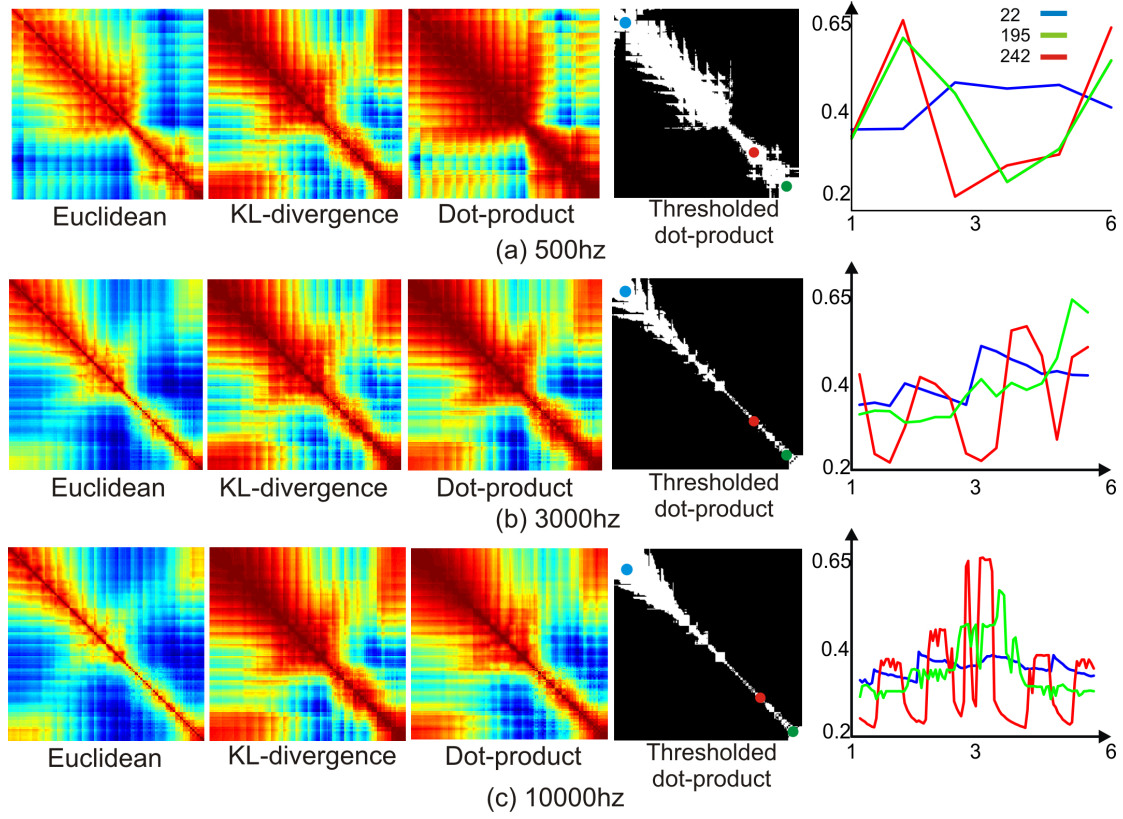 0.65
22
195
242
0.4
0.2
1
3
6
Euclidean
KL-divergence
Dot-product
Thresholded
dot-product
(a) 500hz
0.65
0.4
0.2
1
3
6
Euclidean
KL-divergence
Dot-product
Thresholded
dot-product
(b) 3000hz
0.65
0.4
0.2
1
3
6
Euclidean
KL-divergence
Dot-product
Thresholded
dot-product
(c) 10000hz